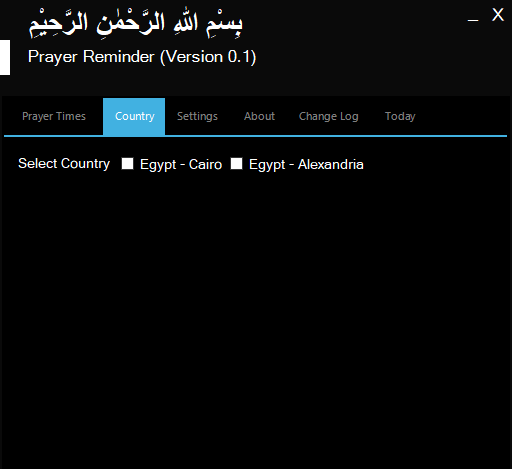 بِسْمِ اللهِ الرَّحْمٰنِ الرَّحِيْمِ
_ X
Prayer Reminder (Version 0.1)
Prayer Times Country Settings About Change Log Today
Select Country Egypt - Cairo Egypt - Alexandria